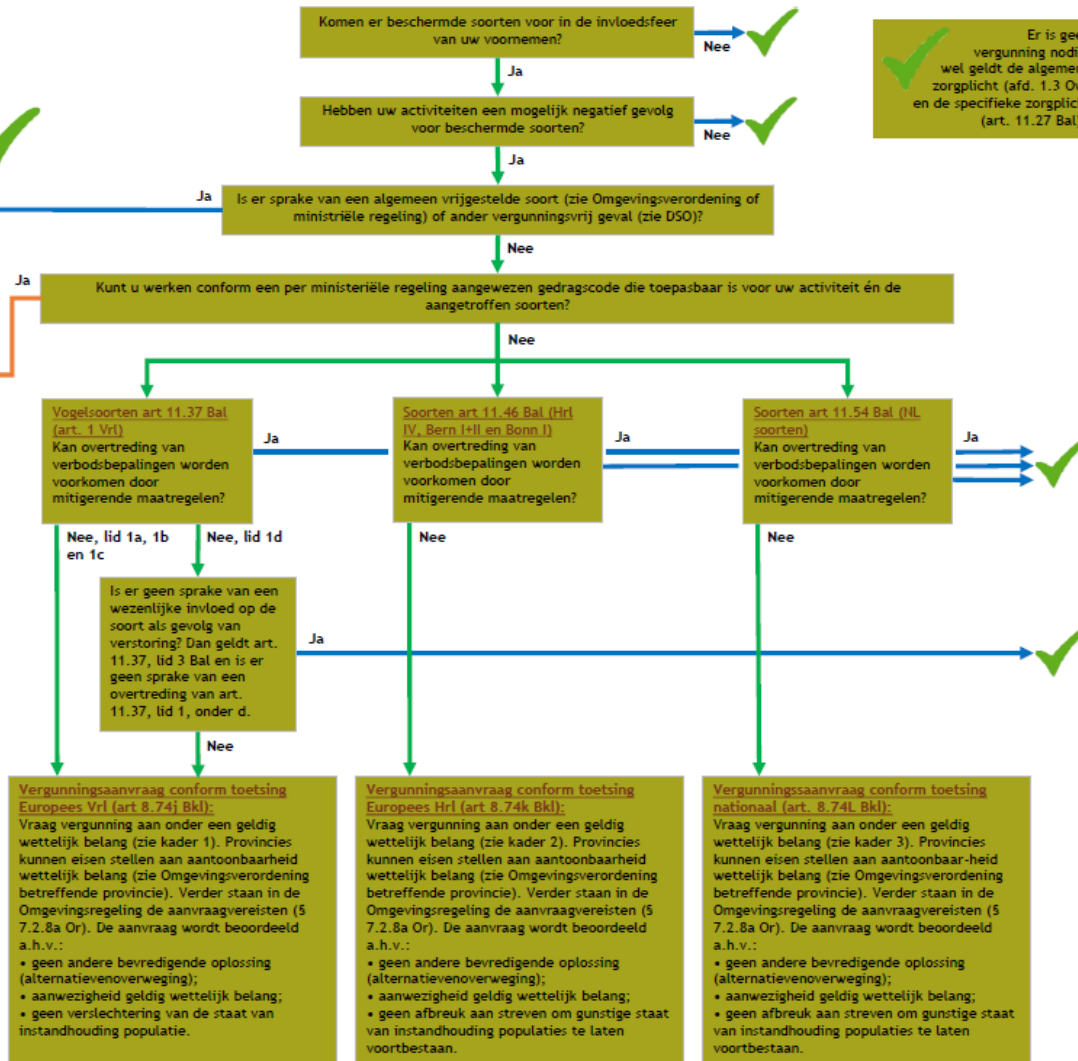 Komen er beschermde soorten voor in de invloedsfeer
van uw voornemen?
Nee
Er is
vergunning
wel geldt de
zorgplicht (afd. 1.3
en de specifieke
(art. 11.27 Bal)
Ja
Hebben uw activiteiten een mogelijk negatief gevolg
voor beschermde soorten?
Nee
Ja
Ja
Is er sprake van een algemeen vrijgestelde soort (zie Omgevingsverordening of
ministriële regeling) of ander vergunningsvrij geval (zie DSO)?
Nee
Ja
Kunt u werken conform een per ministeriële regeling aangewezen gedragscode die toepasbaar is voor uw activiteit én de
aangetroffen soorten?
Nee
Vogelsoorten art 11.37 Bal
(art. 1 Vrl)
Kan overtreding van
verbodsbepalingen worden
voorkomen door
mitigerende maatregelen?
Ja
Soorten art 11.46 Bal (Hrl
IV, Bern I+II en Bonn I)
Kan overtreding van
verbodsbepalingen worden
voorkomen door
mitigerende maatregelen?
Ja
Soorten art 11.54 Bal (NL
soorten)
Kan overtreding van
verbodsbepalingen worden
voorkomen door
mitigerende maatregelen?
Ja
Nee, lid 1a, 1b
en 1c
Nee, lid 1d
Nee
Nee
Is er geen sprake van een
wezenlijke invloed op de
soort als gevolg van
verstoring? Dan geldt art.
11.37, lid 3 Bal en is er
geen sprake van een
overtreding van art.
11.37, lid 1, onder d.
Ja
Nee
Vergunningsaanvraag conform toetsing
Europees Vrl (art 8.74j Bkl):
Vraag vergunning aan onder een geldig
wettelijk belang (zie kader 1). Provincies
kunnen eisen stellen aan aantoonbaarheid
wettelijk belang (zie Omgevingsverordening
betreffende provincie). Verder staan in de
Omgevingsregeling de aanvraagvereisten (§
7.2.8a Or). De aanvraag wordt beoordeeld
a.h.v.:
• geen andere bevredigende oplossing
(alternatievenoverweging);
• aanwezigheid geldig wettelijk belang;
• geen verslechtering van de staat van
instandhouding populatie.
Vergunningsaanvraag conform toetsing
Europees Hrl (art 8.74k Bkl):
Vraag vergunning aan onder een geldig
wettelijk belang (zie kader 2). Provincies
kunnen eisen stellen aan aantoonbaarheid
wettelijk belang (zie Omgevingsverordening
betreffende provincie). Verder staan in de
Omgevingsregeling de aanvraagvereisten (§
7.2.8a Or). De aanvraag wordt beoordeeld
a.h.v.:
• geen andere bevredigende oplossing
(alternatievenoverweging);
• aanwezigheid geldig wettelijk belang;
• geen afbreuk aan streven om gunstige staat
van instandhouding populaties te laten
voortbestaan.
Vergunningssaanvraag conform toetsing
nationaal (art. 8.74L Bkl):
Vraag vergunning aan onder een geldig
wettelijk belang (zie kader 3). Provincies
kunnen eisen stellen aan aantoonbaar-heid
wettelijk belang (zie Omgevingsverordening
betreffende provincie). Verder staan in de
Omgevingsregeling de aanvraagvereisten (§
7.2.8a Or). De aanvraag wordt beoordeeld
a.h.v.:
• geen andere bevredigende oplossing
(alternatievenoverweging);
• aanwezigheid geldig wettelijk belang;
• geen afbreuk aan streven om gunstige staat
van instandhouding populaties te laten
voortbestaan.